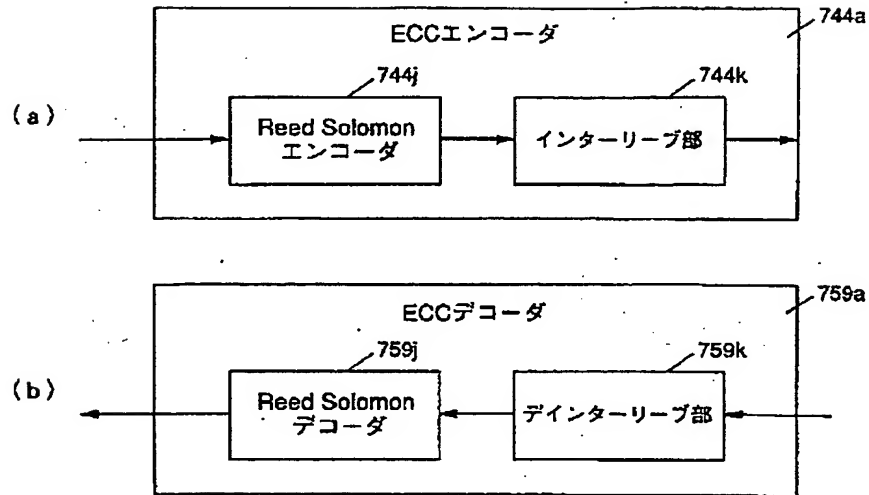 ECCエンコーダ
744a
744j
744k
(a)
Reed Solomon
エンコーダ
インターリーブ部
ECCデコーダ
759a
759j
759k
(b)
Reed Solomon
デコーダ
デインターリーブ部